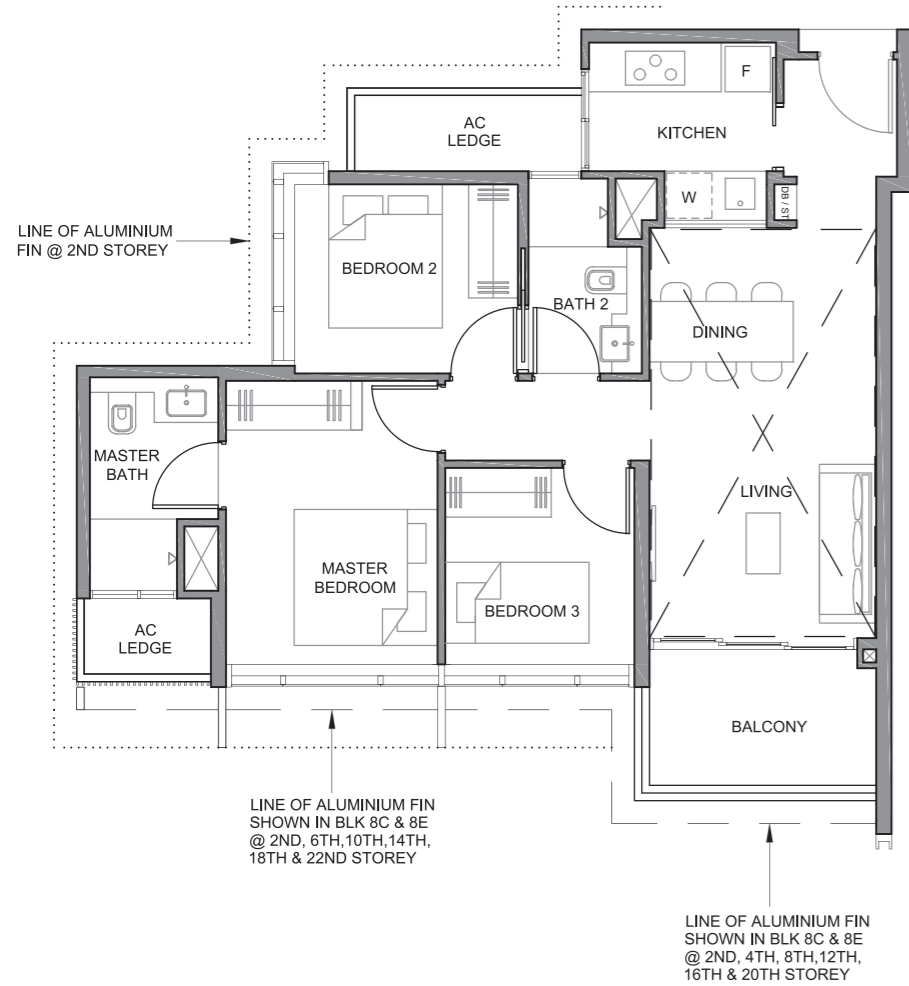 F
AC
LEDGE
KITCHEN
W
DB / ST
LINE OF ALUMINIUM
FIN @ 2ND STOREY
BEDROOM 2
BATH 2
DINING
MASTER
BATH
LIVING
MASTER
BEDROOM
BEDROOM 3
AC
LEDGE
BALCONY
LINE OF ALUMINIUM FIN
SHOWN IN BLK 8C & 8E
@ 2ND, 6TH,10TH,14TH,
18TH & 22ND STOREY
LINE OF ALUMINIUM FIN
SHOWN IN BLK 8C & 8E
@ 2ND, 4TH, 8TH,12TH,
16TH & 20TH STOREY